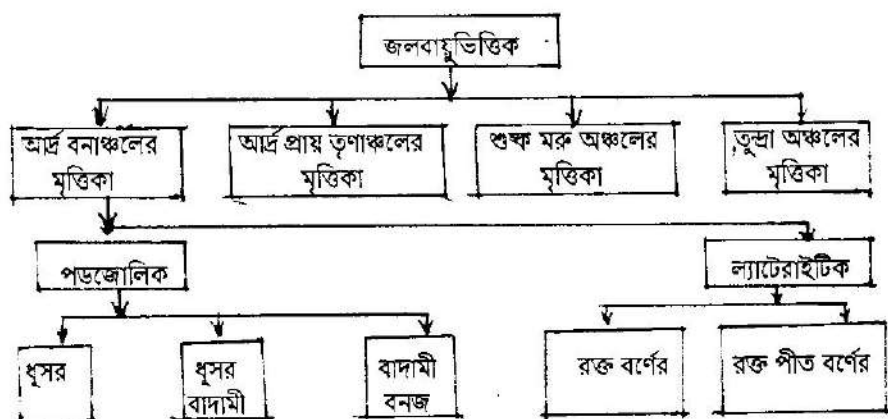 জলবায়ুভিত্তিক
আর্দ্র বনাঞ্চলের
মৃত্তিকা
আর্দ্র প্রায় তৃণাঞ্চলের
মৃত্তিকা
শুষ্ক মরু অঞ্চলের
মৃত্তিকা
তুন্দ্রা অঞ্চলের
মৃত্তিকা
পডজোলিক
ল্যাটেরাইটিক
ধূসর
ধূসর
বাদামী
বাদামী
বনজ
রক্ত বর্ণের
রক্ত পীত বর্ণের